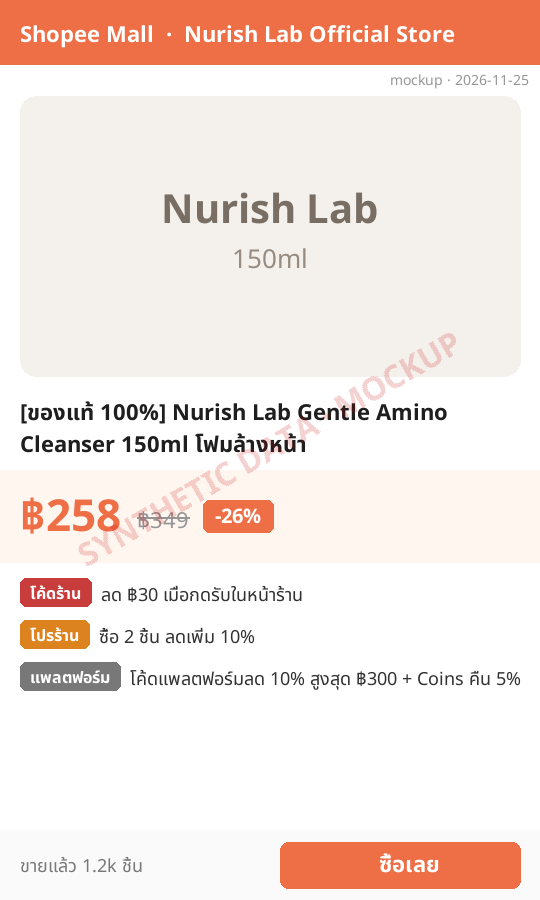 Shopee Mall · Nurish Lab Official Store
mockup · 2026-11-25
Nurish Lab
150ml
[ของแท้ 100%] Nurish Lab Gentle Amino
Cleanser 150ml โฟมล้างหน้า
฿258 ฿349 -26%
SYNTHETIC DATA · MOCKUP
โค้ดร้าน ลด ฿30 เมื่อกดรับในหน้าร้าน
โปรร้าน ซื้อ 2 ชิ้น ลดเพิ่ม 10%
แพลตฟอร์ม โค้ดแพลตฟอร์มลด 10% สูงสุด ฿300 + Coins คืน 5%
ขายแล้ว 1.2k ชิ้น
ซื้อเลย